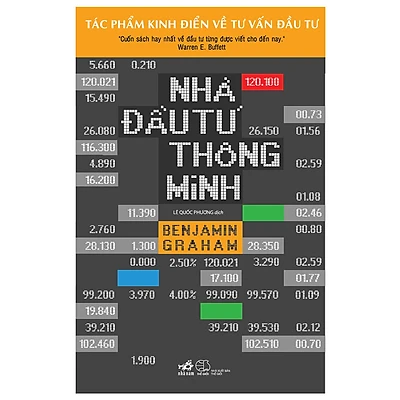 TÁC PHẨM KINH ĐIỂN VỀ TƯ VẤN ĐẦU TƯ
"Cuốn sách hay nhất về đầu tư từng được viết cho đến nay."
Warren E. Buffett
5.660 0.210
120.021 NHÀ 120.100
15.490
ĐẦU TƯ 00.73
26.080 26.150 01.56
116.300 THÔNG
4.890 02.59
16.200 MINH
01.08
11.390 LÊ QUỐC PHƯƠNG dịch 02.46
2.760 BENJAMIN 00.80
28.130 1.300 GRAHAM 28.350
0.000 2.50% 120.021 3.290 02.59
17.100 01.77
99.200 3.970 4.00% 99.090 99.570 01.09
19.840
39.210 39.210 39.530 02.12
102.460 102.510 00.70
1.900 nhã nam